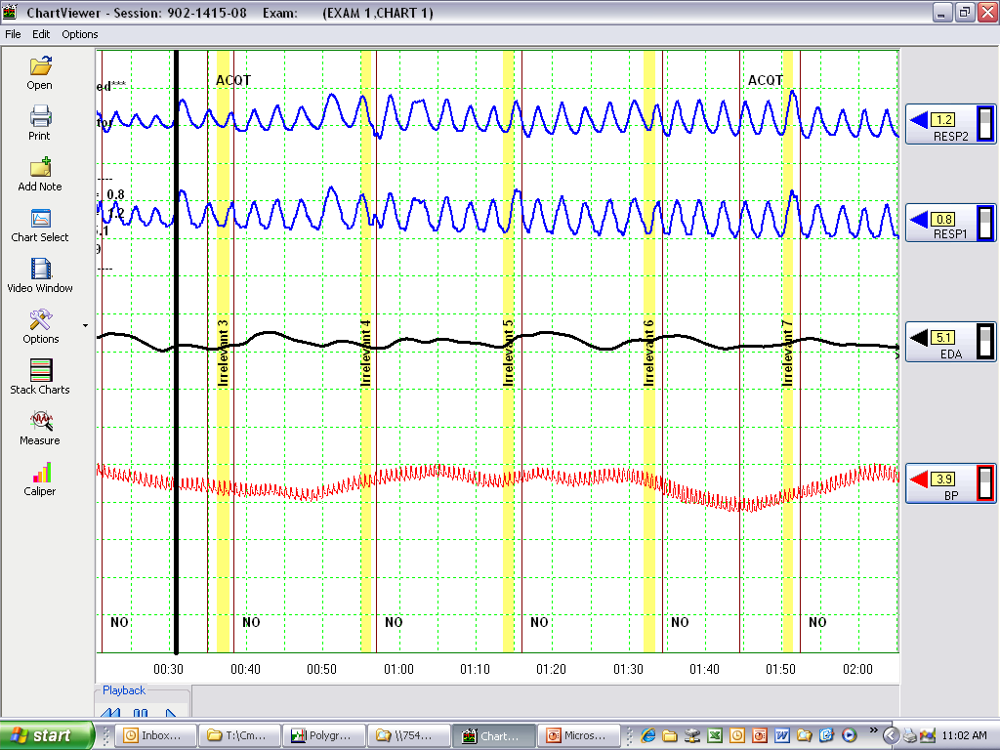 ChartViewer - Session: 902-1415-08 Exam: (EXAM 1 ,CHART 1)
File Edit Options
Open
Print
Add Note
Chart Select
Video Window
Options
Stack Charts
Measure
Caliper
ed***
ACQT
ACQT
----
- 0.8
1.2
.1
9
----
Irrelevant 3
Irrelevant 4
Irrelevant 5
Irrelevant 6
Irrelevant 7
NO NO NO NO NO NO
00:30 00:40 00:50 01:00 01:10 01:20 01:30 01:40 01:50 02:00
1.2
RESP2
0.8
RESP1
5.1
EDA
3.9
BP
Playback
start
Inbox...
T:\Cm...
Polygr...
\\754...
Chart...
Micros...
11:02 AM